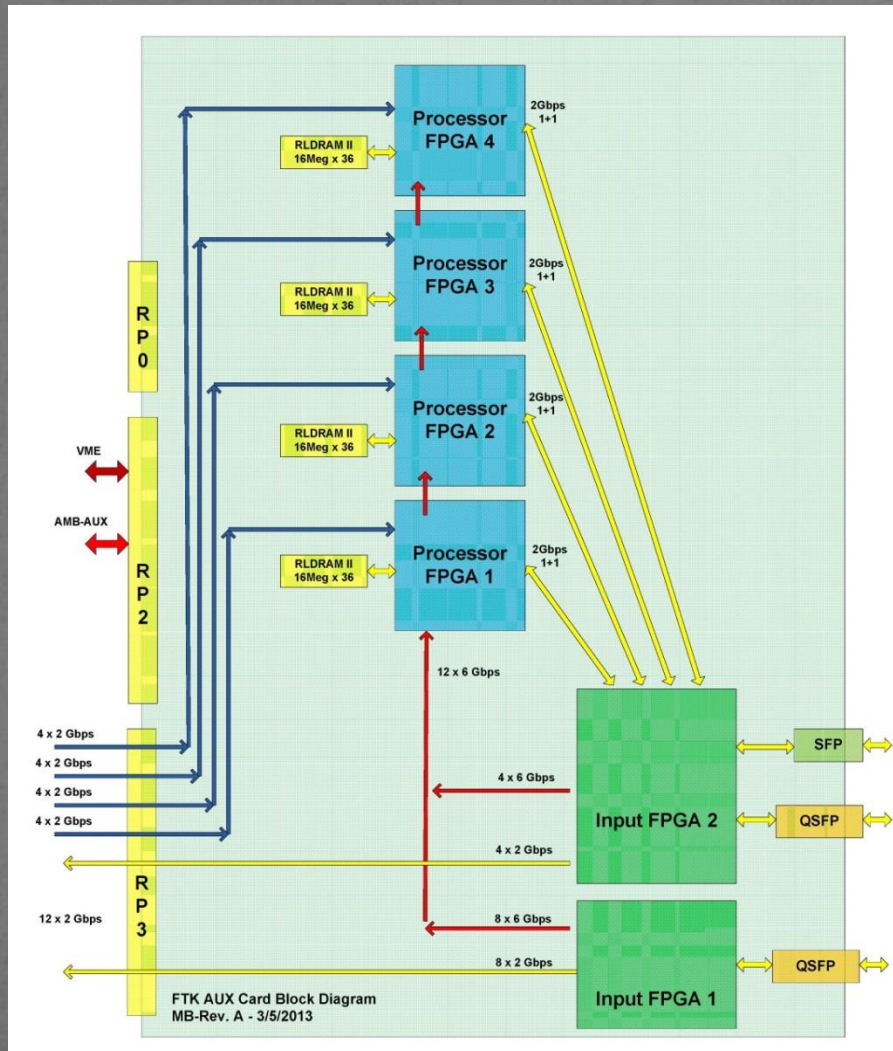 Processor
FPGA 4
2Gbps
1+1
RLDRAM II
16Meg x 36
Processor
FPGA 3
2Gbps
1+1
RLDRAM II
16Meg x 36
RP0
Processor
FPGA 2
2Gbps
1+1
RLDRAM II
16Meg x 36
VME
AMB-AUX
RP2
Processor
FPGA 1
2Gbps
1+1
RLDRAM II
16Meg x 36
12 x 6 Gbps
4 x 2 Gbps
4 x 2 Gbps
4 x 2 Gbps
4 x 2 Gbps
SFP
4 x 6 Gbps
Input FPGA 2
QSFP
4 x 2 Gbps
RP3
12 x 2 Gbps
8 x 6 Gbps
8 x 2 Gbps
QSFP
Input FPGA 1
FTK AUX Card Block Diagram
MB-Rev. A - 3/5/2013